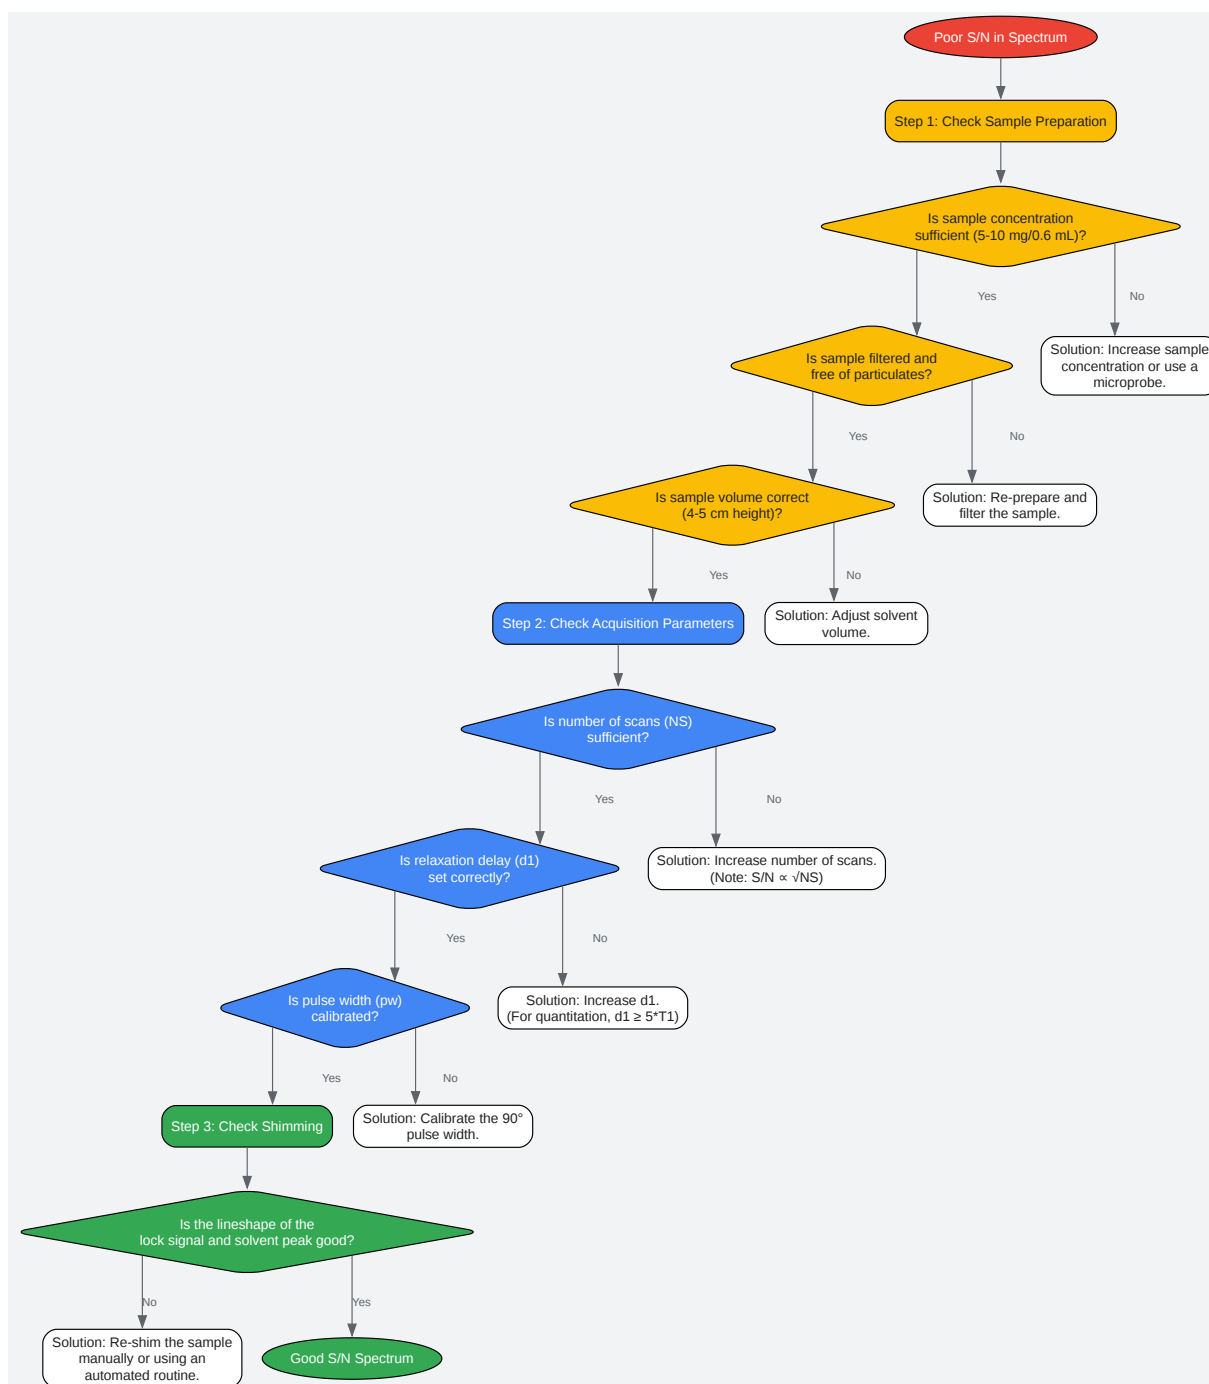 Poor S/N in Spectrum
Step 1: Check Sample Preparation
Is sample concentration
sufficient (5-10 mg/0.6 mL)?
Yes
No
Is sample filtered and
free of particulates?
Solution: Increase sample
concentration or use a
microprobe.
Yes
No
Is sample volume correct
(4-5 cm height)?
Solution: Re-prepare and
filter the sample.
Yes
No
Step 2: Check Acquisition Parameters
Solution: Adjust solvent
volume.
Is number of scans (NS)
sufficient?
Yes
No
Is relaxation delay (d1)
set correctly?
Solution: Increase number of scans.
(Note: S/N ∝ √NS)
Yes
No
Is pulse width (pw)
calibrated?
Solution: Increase d1.
(For quantitation, d1 ≥ 5*T1)
Yes
No
Step 3: Check Shimming
Solution: Calibrate the 90°
pulse width.
Is the lineshape of the
lock signal and solvent peak good?
No
Yes
Solution: Re-shim the sample
manually or using an
automated routine.
Good S/N Spectrum